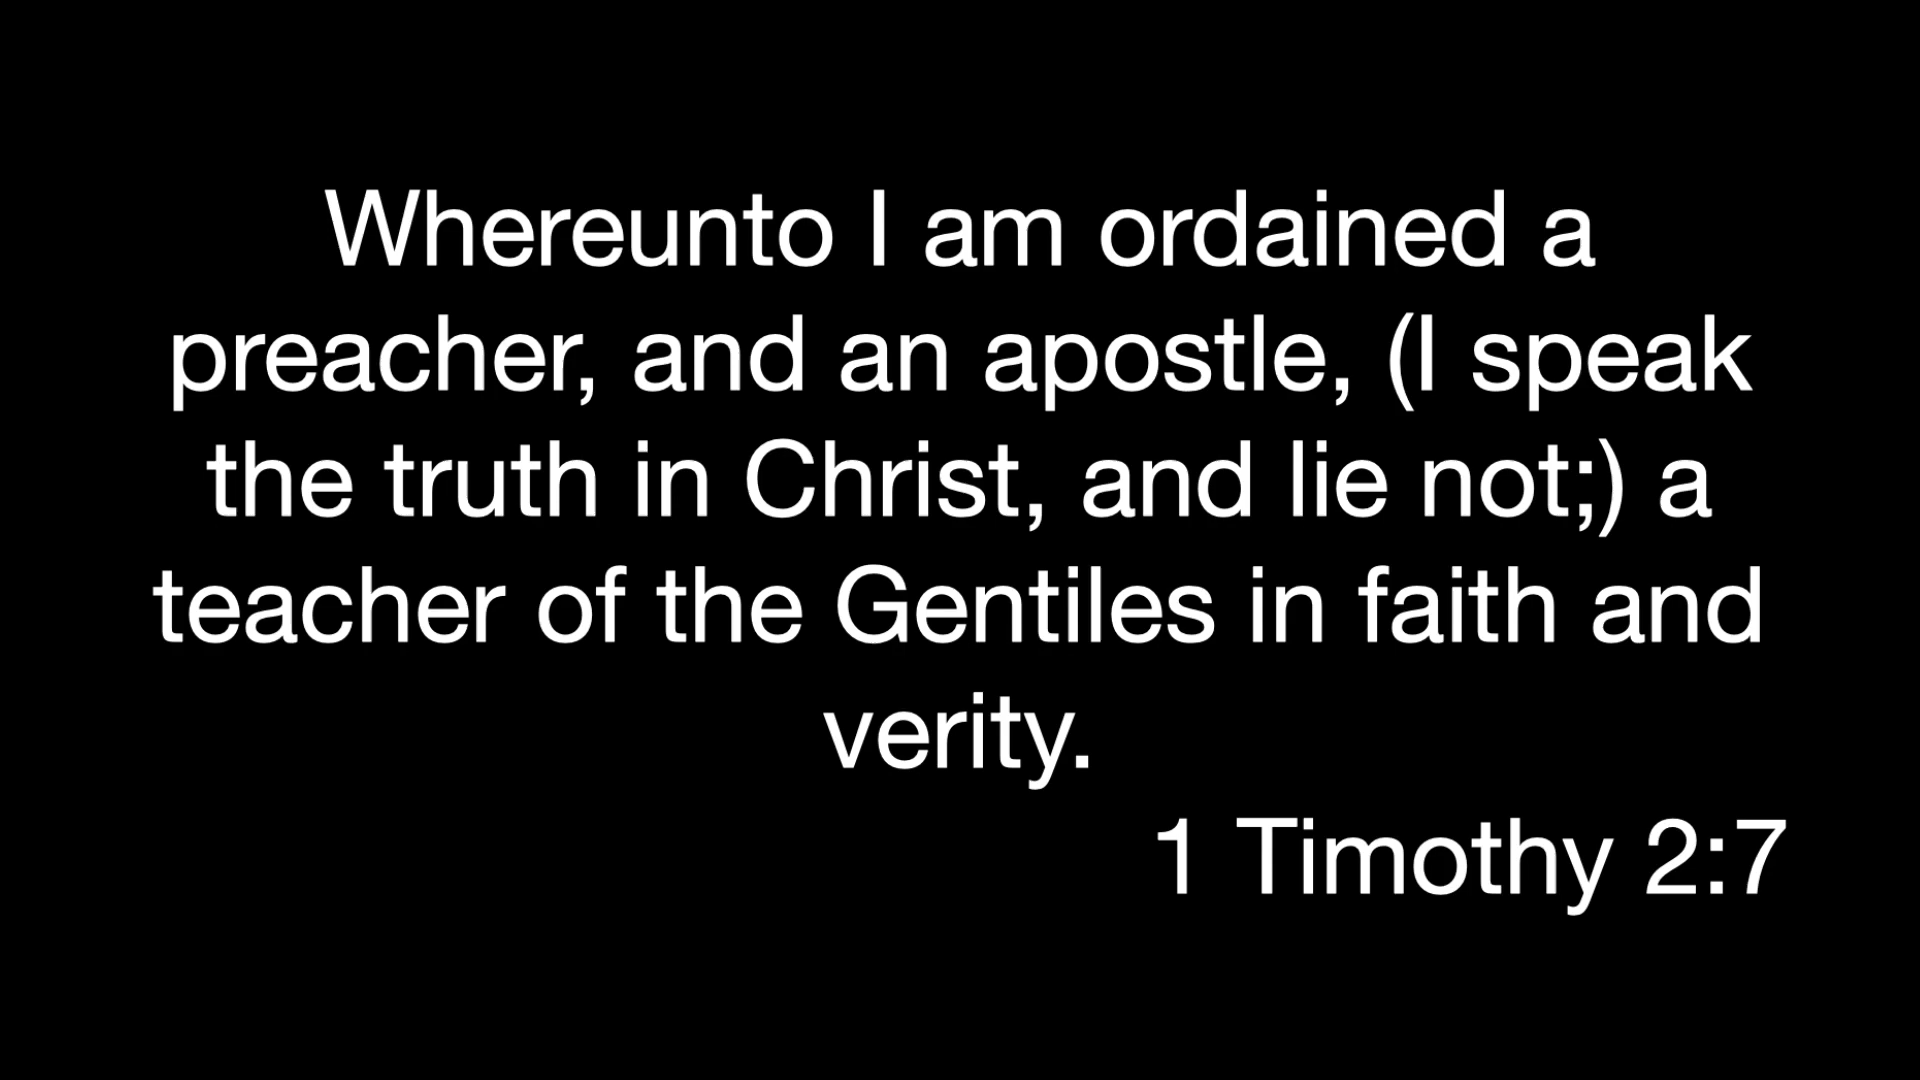 Whereunto I am ordained a
preacher, and an apostle, (I speak
the truth in Christ, and lie not;) a
teacher of the Gentiles in faith and
verity.
1 Timothy 2:7